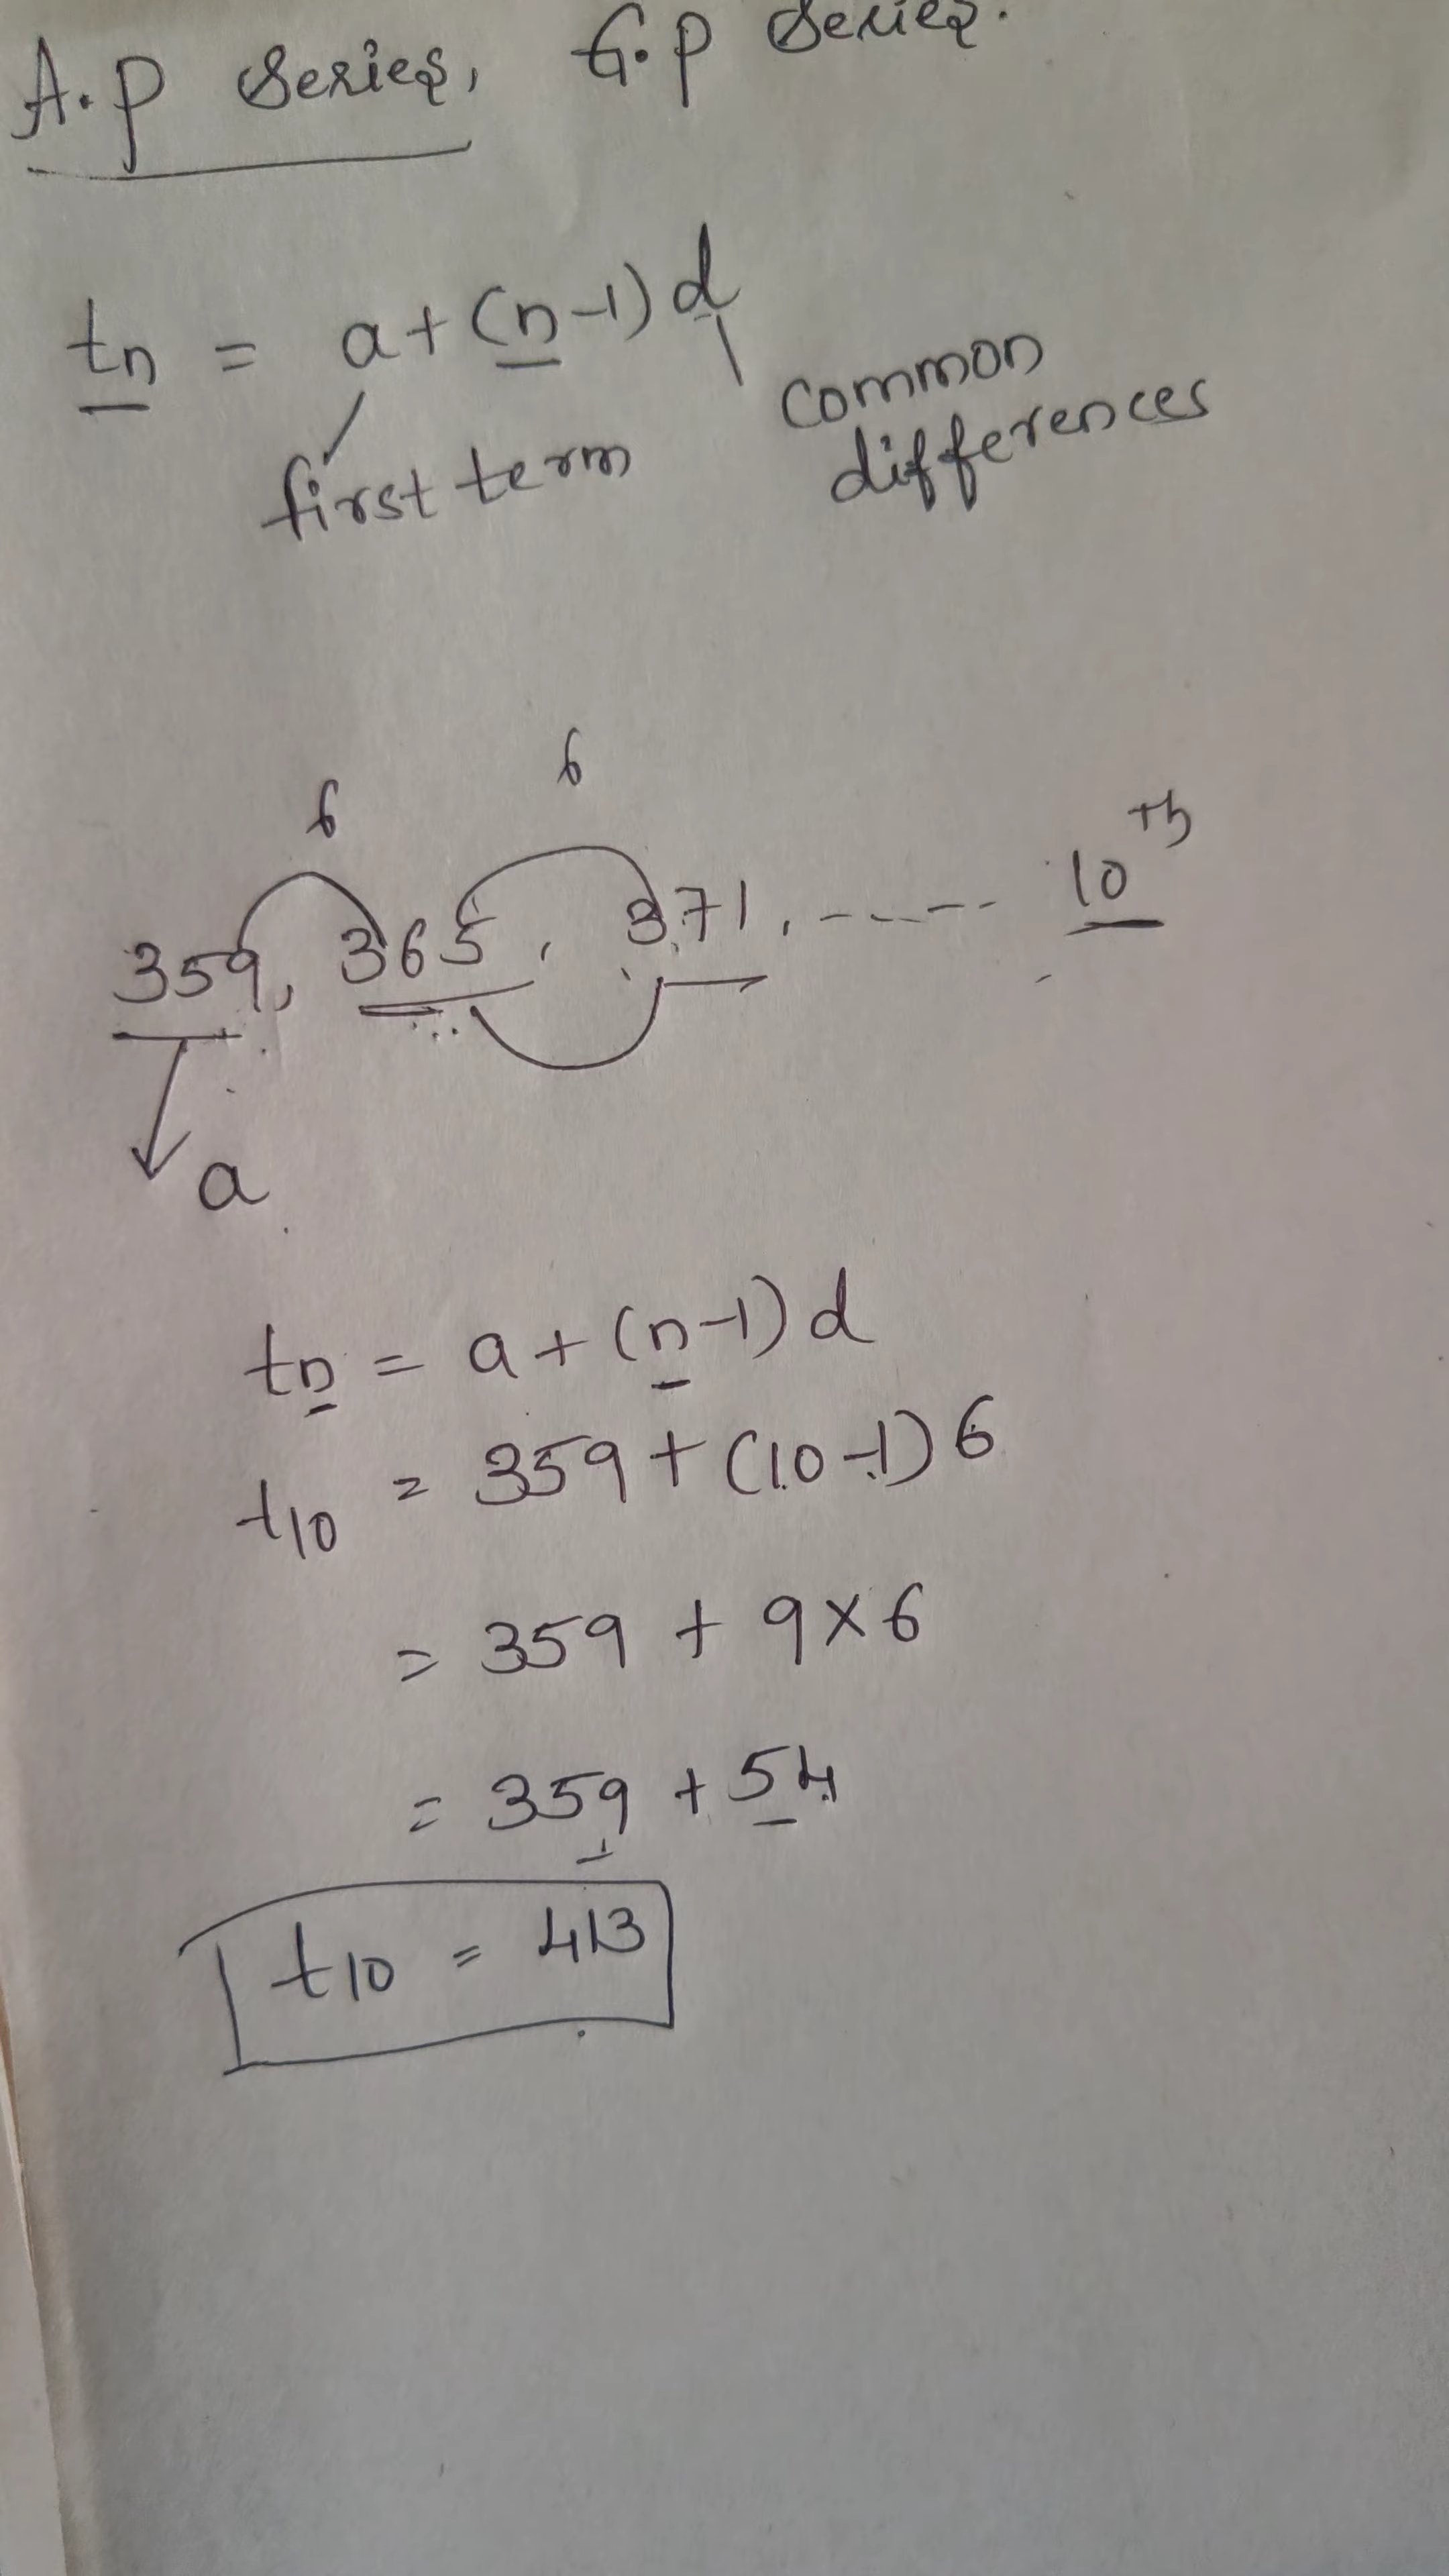 A.P Series, G.P Series.
tn = a+(n-1)d
first term
common
differences
6 6
359, 365, 371, ------ 10th
a
tn = a+(n-1)d
t10 = 359+(10-1)6
= 359 + 9×6
= 359 + 54
t10 = 413